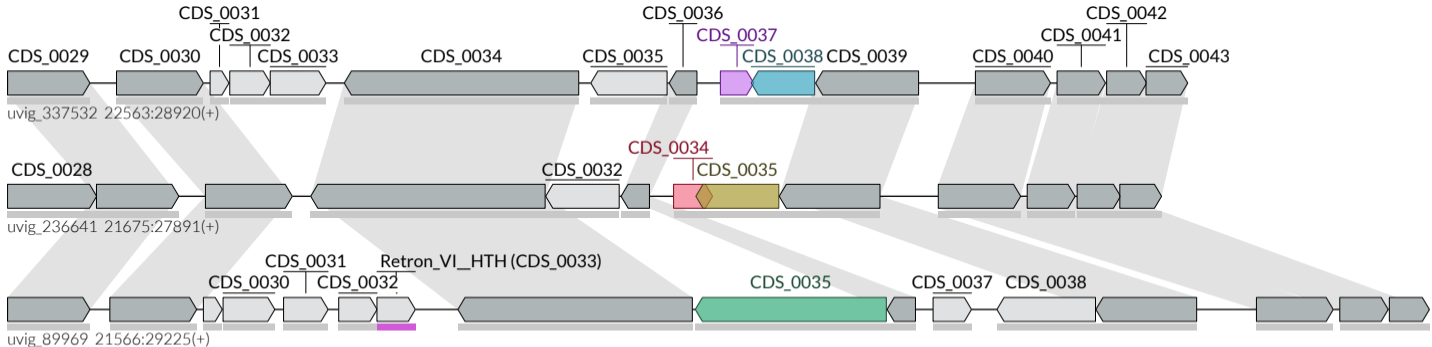 CDS_0031
CDS_0036
CDS_0042
CDS_0032
CDS_0037
CDS_0041
CDS_0029 CDS_0030 CDS_0033 CDS_0034 CDS_0035 CDS_0038 CDS_0039 CDS_0040 CDS_0043
uvig_337532 22563:28920(+)
CDS_0034
CDS_0028 CDS_0032 CDS_0035
uvig_236641 21675:27891(+)
CDS_0031 Retron_VI__HTH (CDS_0033)
CDS_0030 CDS_0032 CDS_0035 CDS_0037 CDS_0038
uvig_89969 21566:29225(+)